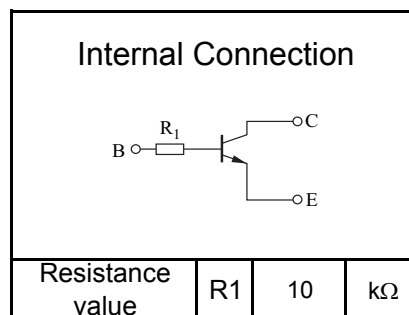 Internal Connection
R1
C
B
E
Resistance
value
R1
10
kΩ